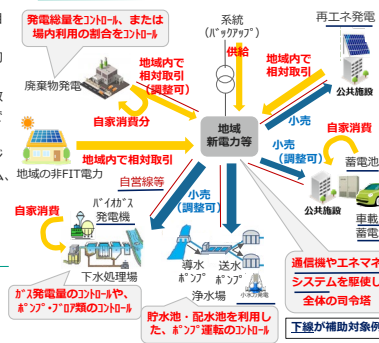 発電総量をｺﾝﾄﾛｰﾙ、または
場内利用の割合をｺﾝﾄﾛｰﾙ
系統
(ﾊﾞｯｸｱｯﾌﾟ)
供給
再エネ発電
廃棄物発電
地域内で
相対取引
(調整可)
地域内で
相対取引
公共施設
自家消費分
地域
新電力等
小売
小売
(調整可)
自家消費
蓄電池
地域の非FIT電力
地域内で相対取引
自営線等
小売
(調整可)
公共施設
車載
蓄電
自家消費
ﾊﾞｲｵｶﾞｽ
発電機
下水処理場
導水
ﾎﾟﾝﾌﾟ
送水
ﾎﾟﾝﾌﾟ
浄水場
小水力発電
通信機やエネマネ
システムを駆使し
全体の司令塔
ｶﾞｽ発電量のｺﾝﾄﾛｰﾙや、
ﾎﾟﾝﾌﾟ・ﾌﾞﾛｱ類のｺﾝﾄﾛｰﾙ
貯水池・配水池を利用し
た、ﾎﾟﾝﾌﾟ運転のｺﾝﾄﾛｰﾙ
下線が補助対象例